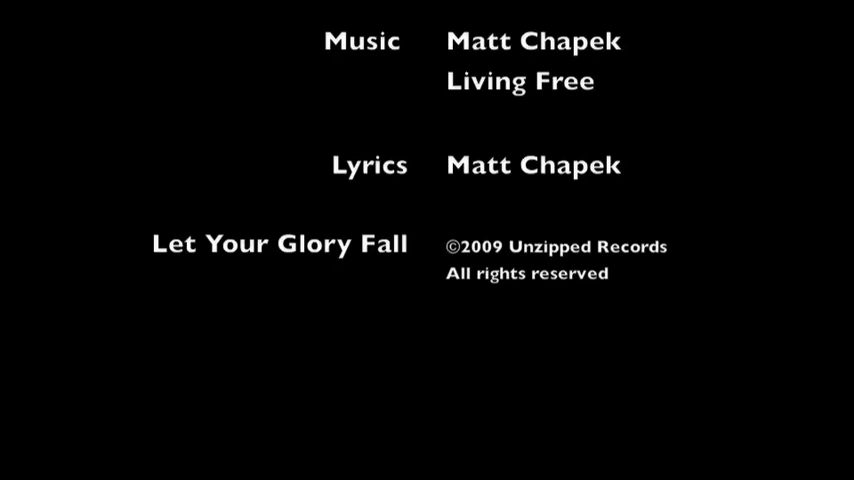 Music Matt Chapek
Living Free
Lyrics Matt Chapek
Let Your Glory Fall ©2009 Unzipped Records
All rights reserved